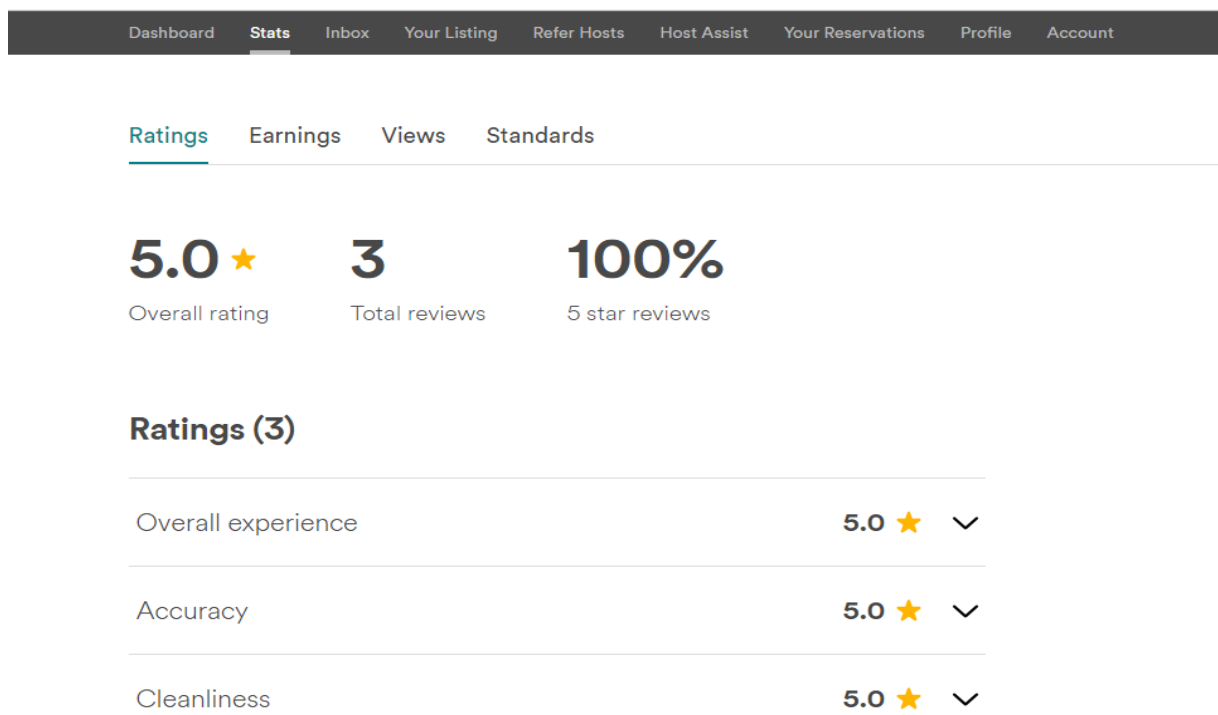 Dashboard Stats Inbox Your Listing Refer Hosts Host Assist Your Reservations Profile Account
Ratings Earnings Views Standards
5.0 3 100%
Overall rating Total reviews 5 star reviews
Ratings (3)
Overall experience 5.0
Accuracy 5.0
Cleanliness 5.0